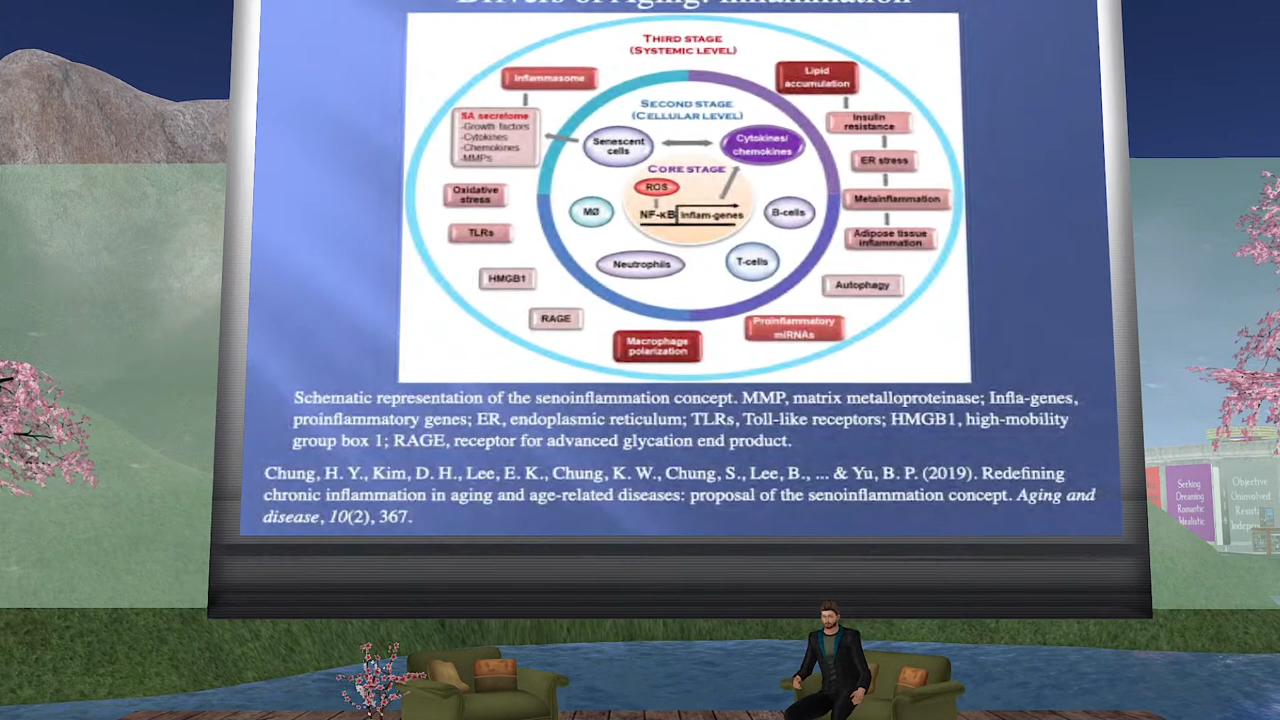 Drivers of Aging: Inflammation
THIRD STAGE
(SYSTEMIC LEVEL)
Inflammasome
Lipid
accumulation
SA secretome
-Growth factors
-Cytokines
-Chemokines
-MMPs
SECOND STAGE
(CELLULAR LEVEL)
Insulin
resistance
Senescent
cells
Cytokines/
chemokines
ER stress
CORE STAGE
ROS
Oxidative
stress
Metainflammation
MØ
NF-κB Inflam-genes
B-cells
TLRs
Adipose tissue
inflammation
Neutrophils
T-cells
HMGB1
Autophagy
RAGE
Proinflammatory
miRNAs
Macrophage
polarization
Schematic representation of the senoinflammation concept. MMP, matrix metalloproteinase; Infla-genes,
proinflammatory genes; ER, endoplasmic reticulum; TLRs, Toll-like receptors; HMGB1, high-mobility
group box 1; RAGE, receptor for advanced glycation end product.
Chung, H. Y., Kim, D. H., Lee, E. K., Chung, K. W., Chung, S., Lee, B., ... & Yu, B. P. (2019). Redefining
chronic inflammation in aging and age-related diseases: proposal of the senoinflammation concept. Aging and
disease, 10(2), 367.
Seeking
Dreaming
Romantic
Idealistic
Objective
Uninvolved